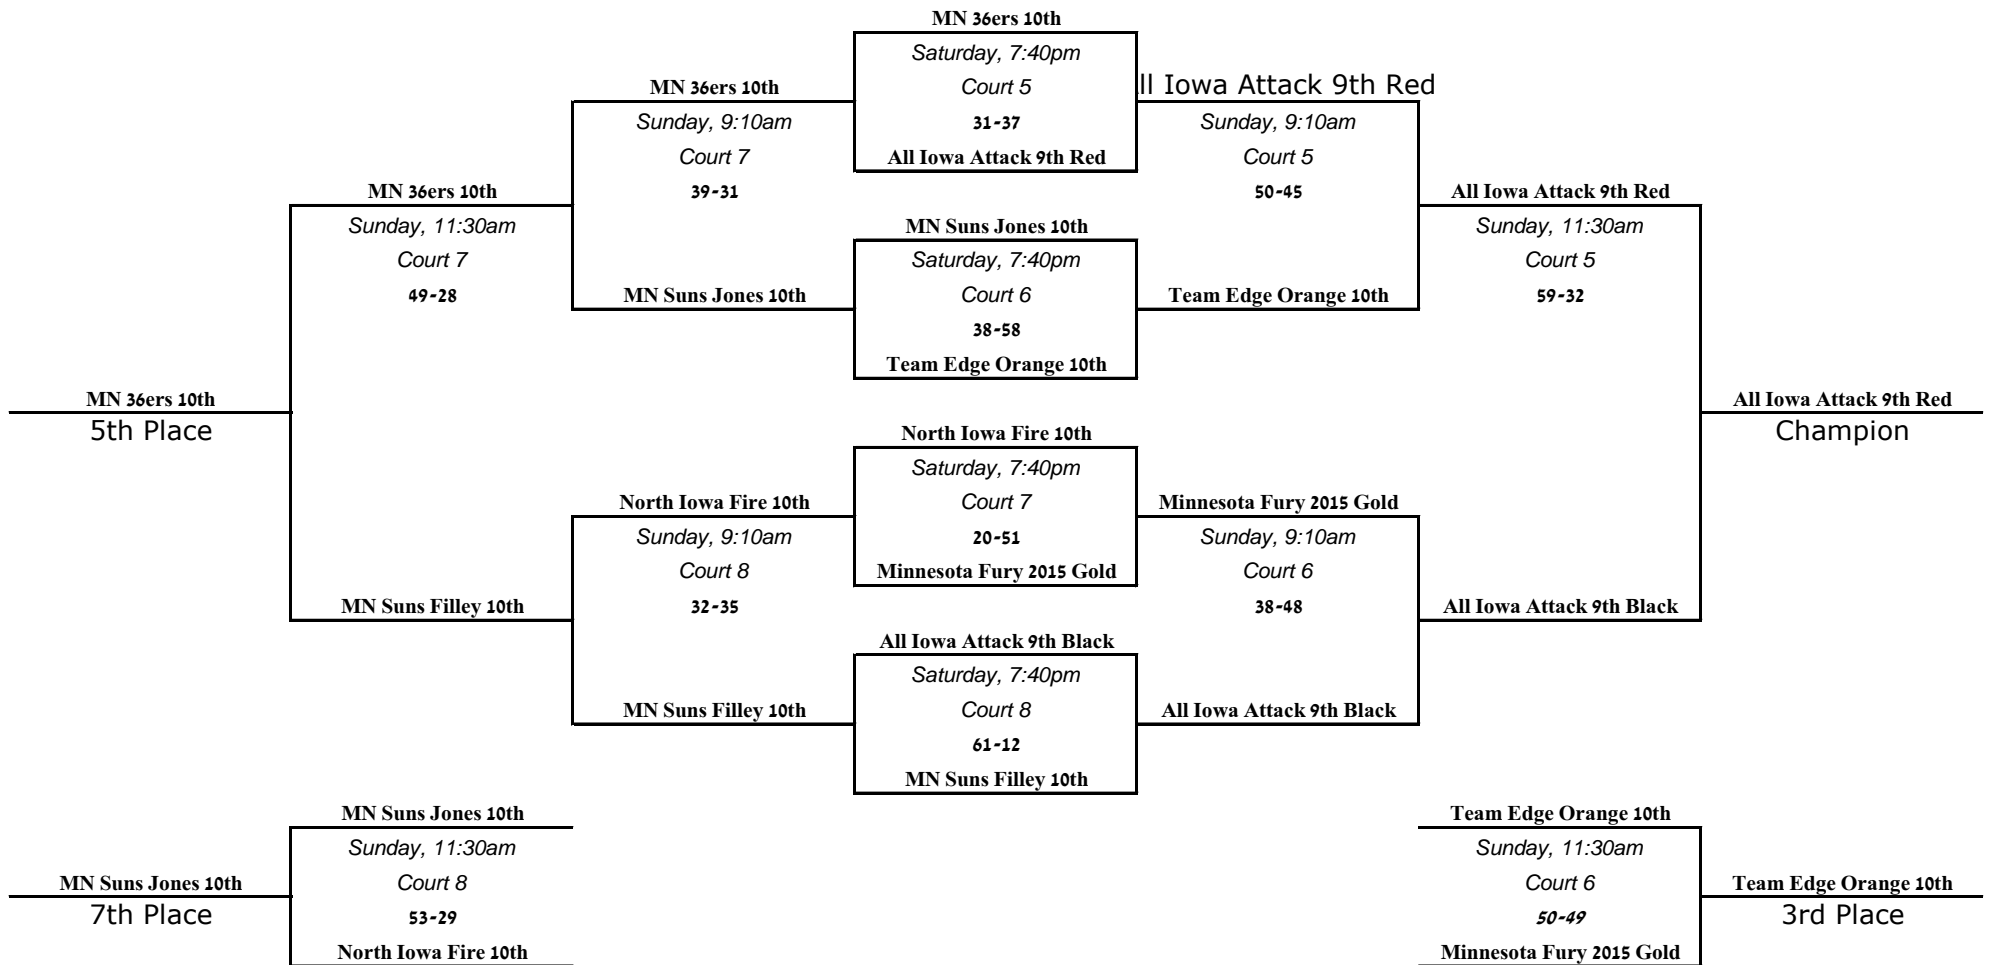 MN 36ers 10th
Saturday, 7:40pm
MN 36ers 10th
Court 5
ll Iowa Attack 9th Red
Sunday, 9:10am
31-37
Sunday, 9:10am
Court 7
All Iowa Attack 9th Red
Court 5
MN 36ers 10th
39-31
50-45
All Iowa Attack 9th Red
Sunday, 11:30am
MN Suns Jones 10th
Sunday, 11:30am
Court 7
Saturday, 7:40pm
Court 5
49-28
MN Suns Jones 10th
Court 6
Team Edge Orange 10th
59-32
38-58
Team Edge Orange 10th
MN 36ers 10th
All Iowa Attack 9th Red
5th Place
North Iowa Fire 10th
Champion
Saturday, 7:40pm
North Iowa Fire 10th
Court 7
Minnesota Fury 2015 Gold
Sunday, 9:10am
20-51
Sunday, 9:10am
Court 8
Minnesota Fury 2015 Gold
Court 6
MN Suns Filley 10th
32-35
38-48
All Iowa Attack 9th Black
All Iowa Attack 9th Black
Saturday, 7:40pm
MN Suns Filley 10th
Court 8
All Iowa Attack 9th Black
61-12
MN Suns Filley 10th
MN Suns Jones 10th
Team Edge Orange 10th
Sunday, 11:30am
Sunday, 11:30am
MN Suns Jones 10th
Court 8
Court 6
Team Edge Orange 10th
7th Place
53-29
50-49
3rd Place
North Iowa Fire 10th
Minnesota Fury 2015 Gold